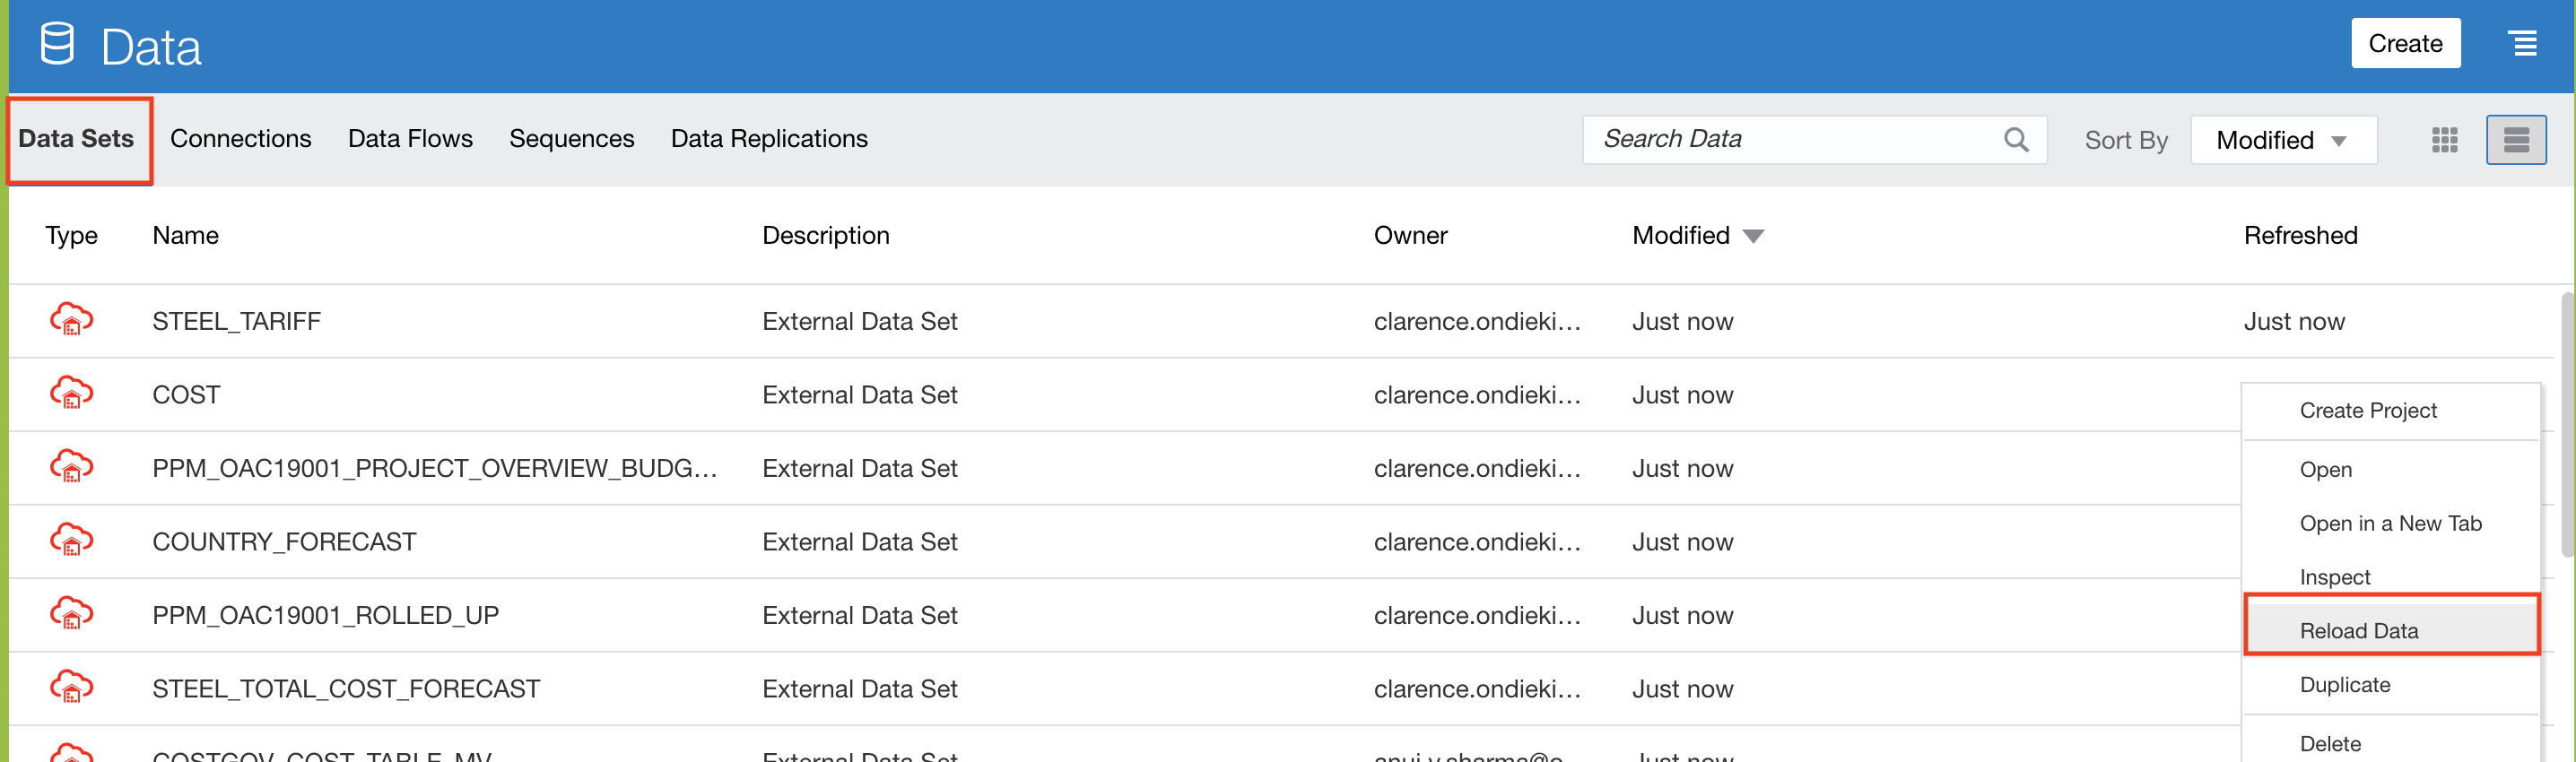 Data
Create
Data Sets Connections Data Flows Sequences Data Replications Search Data Sort By Modified
Type Name Description Owner Modified Refreshed
STEEL_TARIFF External Data Set clarence.ondieki... Just now Just now
COST External Data Set clarence.ondieki... Just now
PPM_OAC19001_PROJECT_OVERVIEW_BUDG... External Data Set clarence.ondieki... Just now
COUNTRY_FORECAST External Data Set clarence.ondieki... Just now
PPM_OAC19001_ROLLED_UP External Data Set clarence.ondieki... Just now
STEEL_TOTAL_COST_FORECAST External Data Set clarence.ondieki... Just now
COSTGOV_COST_TABLE_MV External Data Set anuj.v.sharma@o... Just now
Create Project
Open
Open in a New Tab
Inspect
Reload Data
Duplicate
Delete